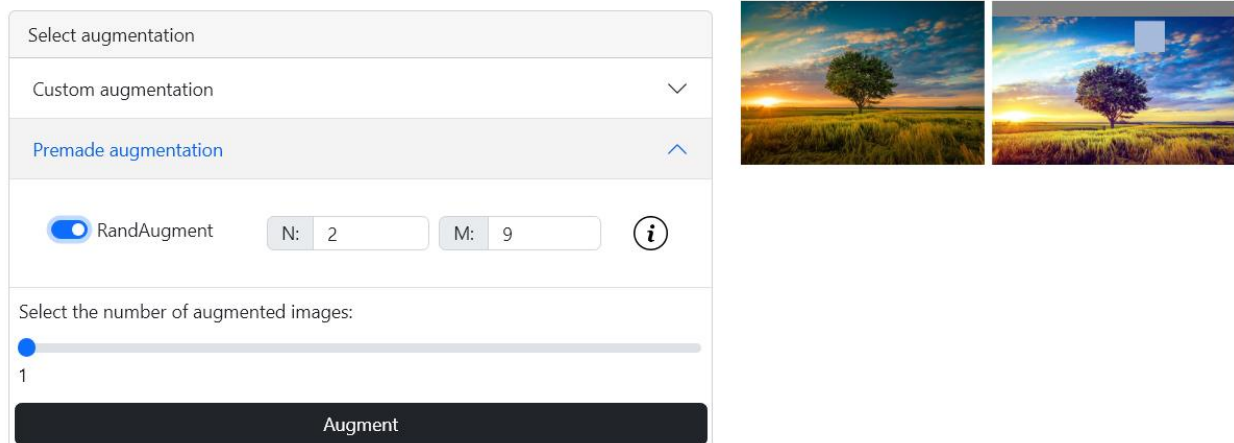 Select augmentation
Custom augmentation
Premade augmentation
RandAugment N: 2 M: 9 i
Select the number of augmented images:
1
Augment